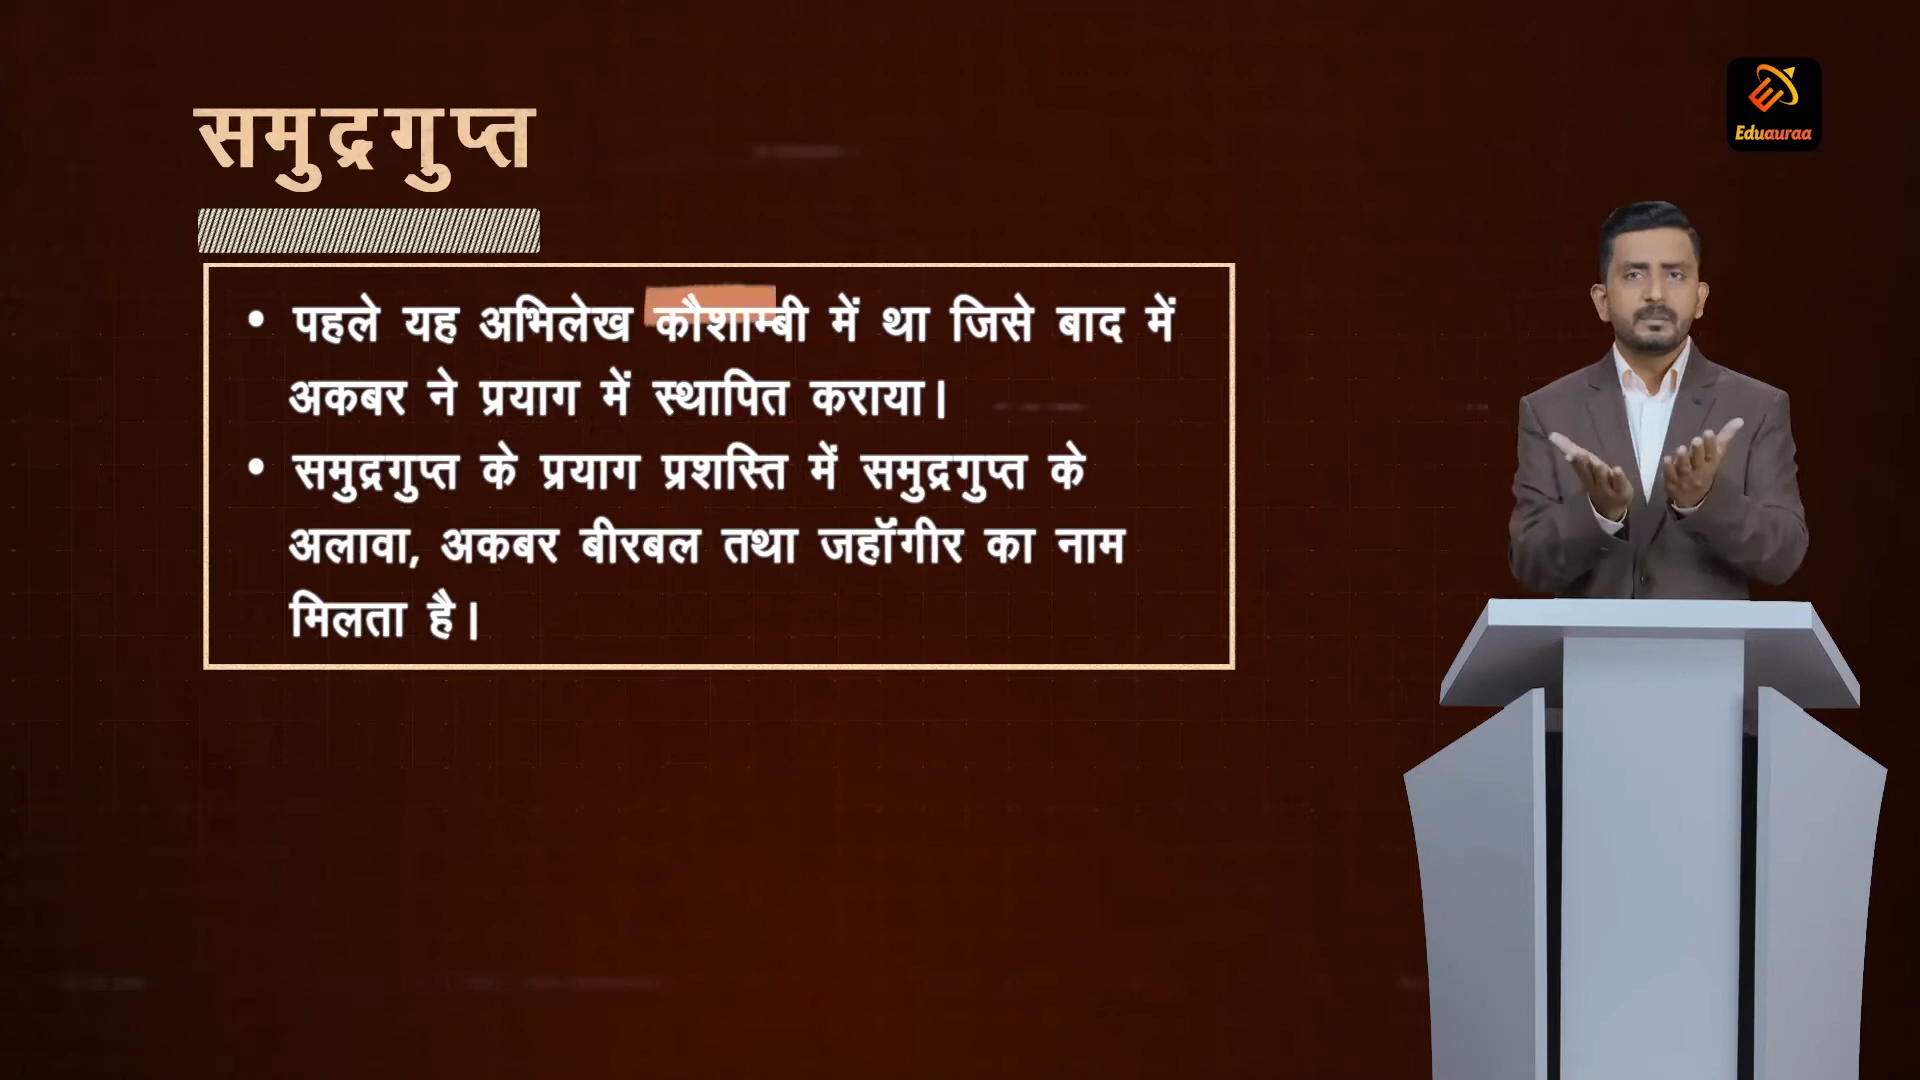 समुद्रगुप्त
Eduauraa
• पहले यह अभिलेख कौशाम्बी में था जिसे बाद में
अकबर ने प्रयाग में स्थापित कराया।
• समुद्रगुप्त के प्रयाग प्रशस्ति में समुद्रगुप्त के
अलावा, अकबर बीरबल तथा जहॉंगीर का नाम
मिलता है।